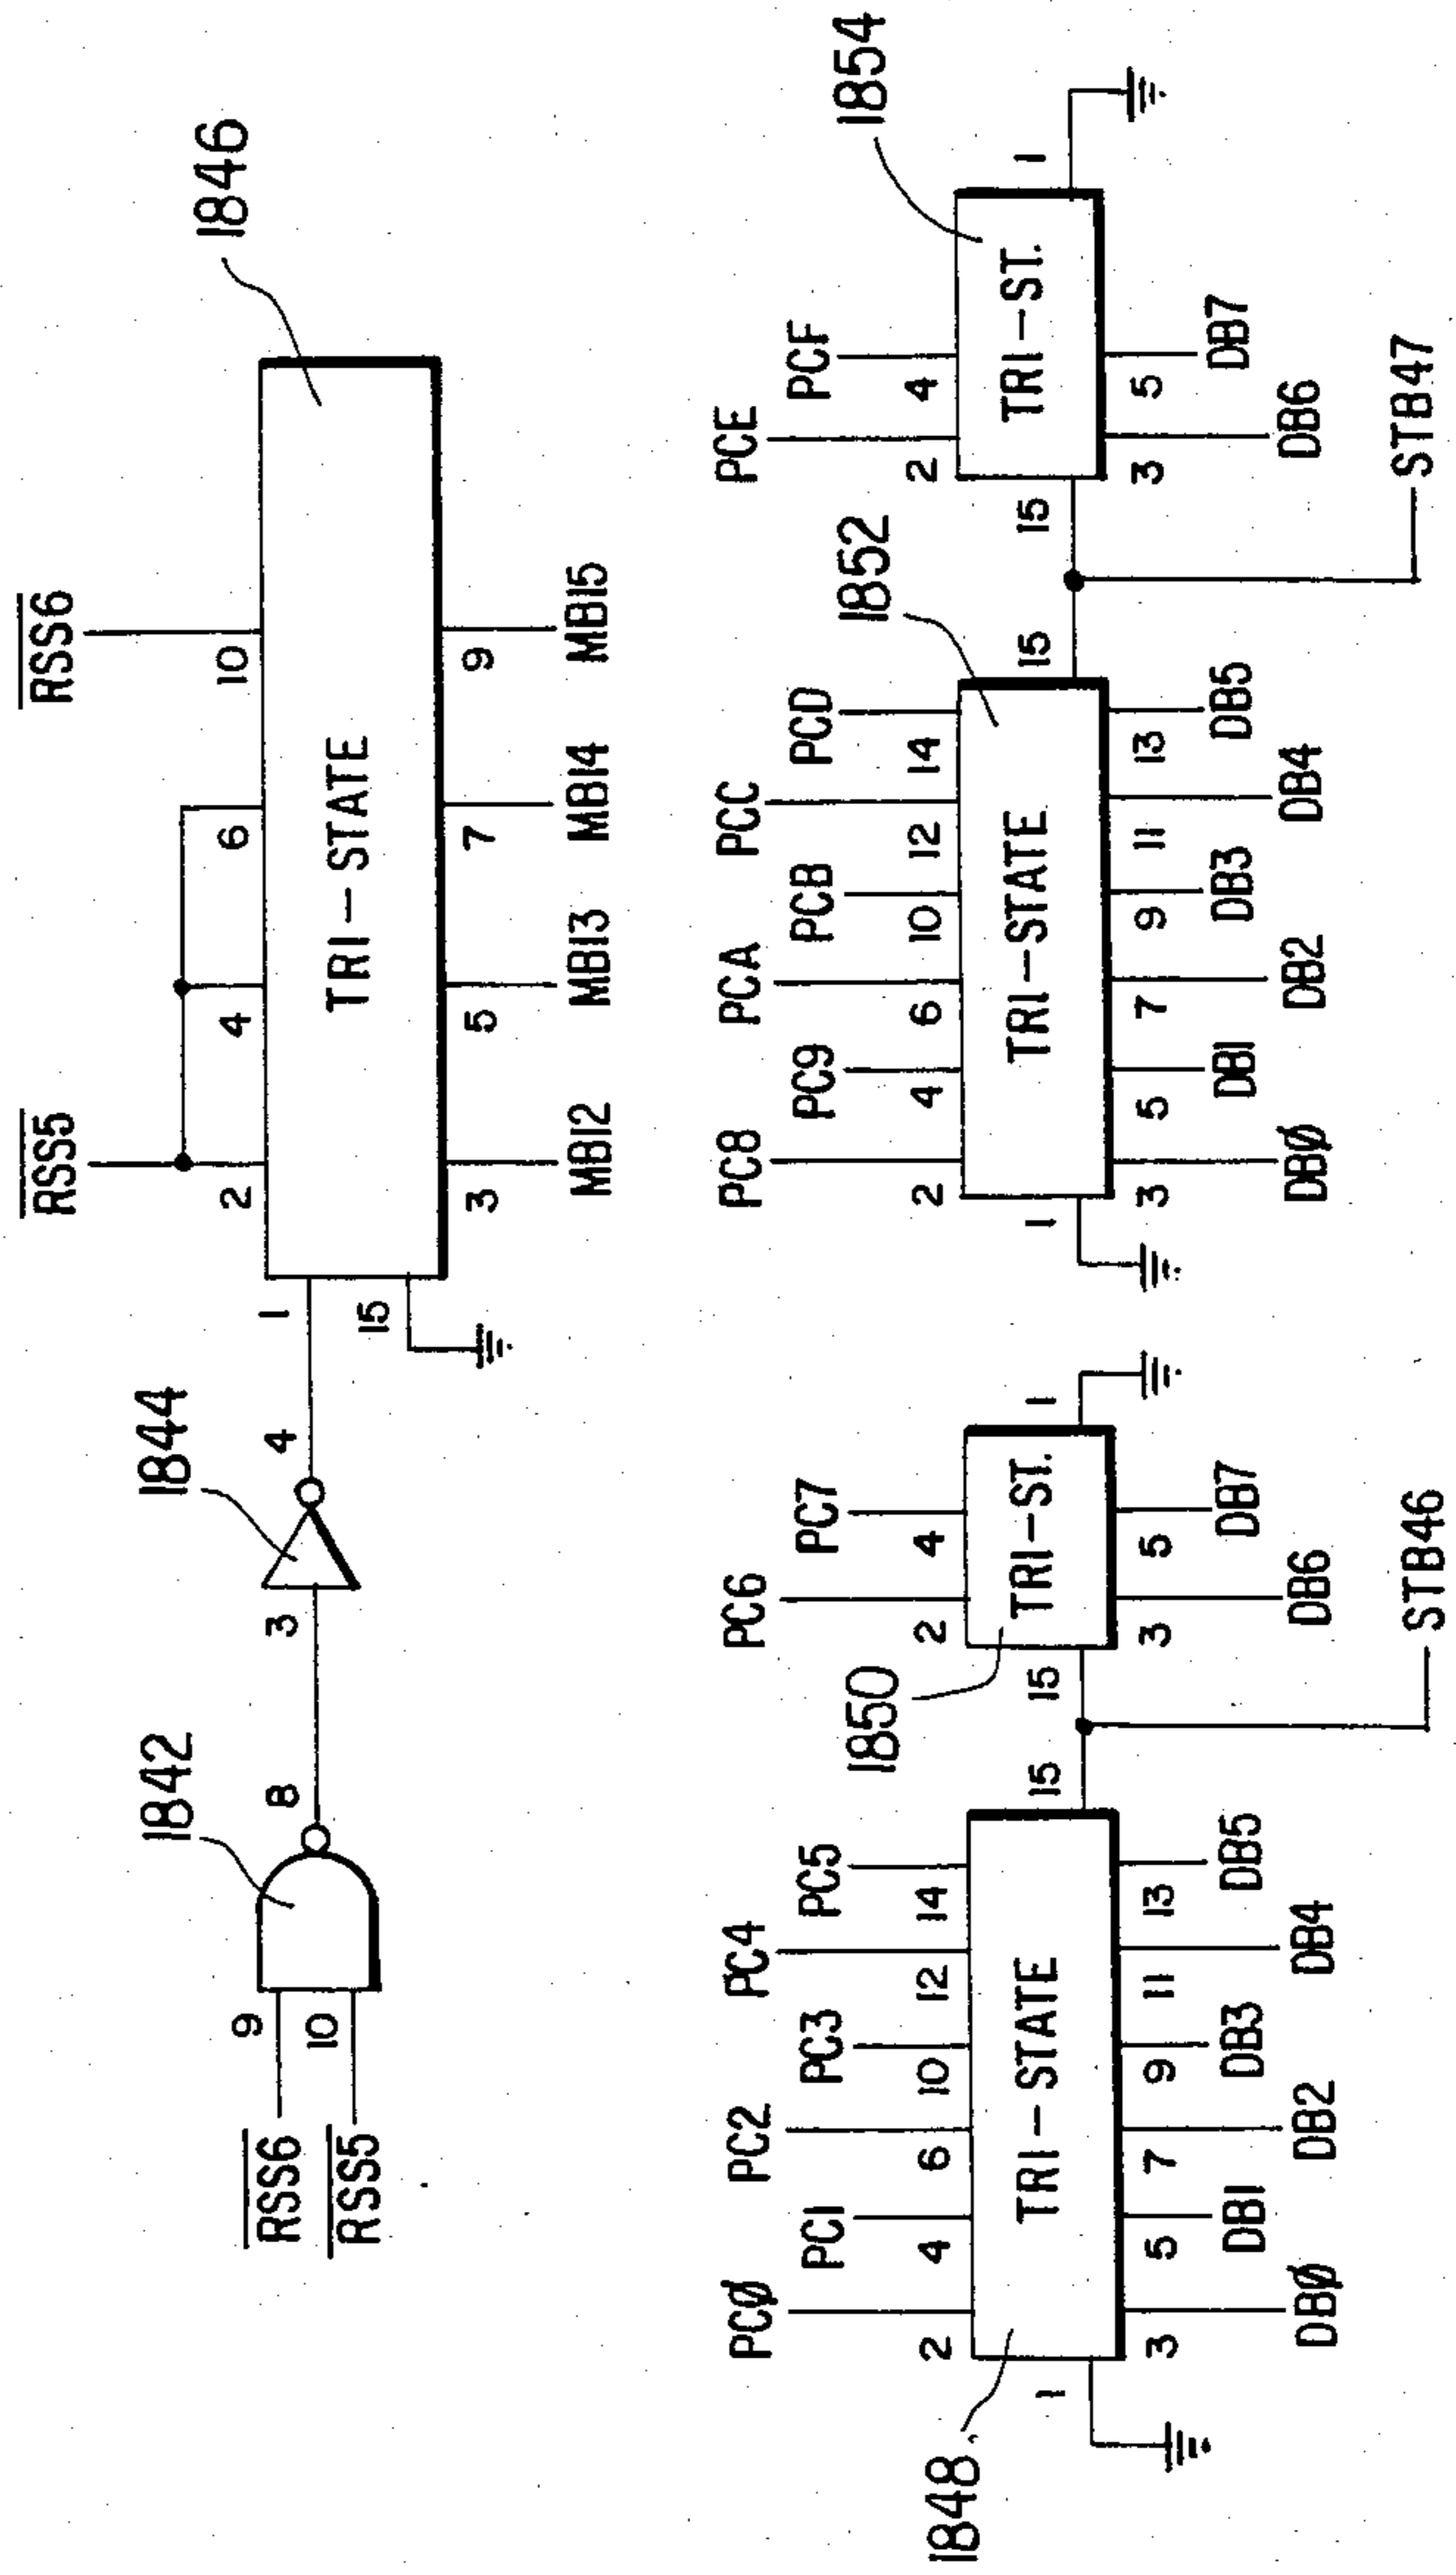 RSS6
RSS5
9
10
8
1842
3
4
1844
1
15
RSS5
RSS6
2
4
6
10
TRI-STATE
1846
3
5
7
9
MB12
MB13
MB14
MB15
PCØ
PC1
PC2
PC3
PC4
PC5
2
4
6
10
12
14
1
TRI-STATE
15
1848
3
5
7
9
11
13
DBØ
DB1
DB2
DB3
DB4
DB5
PC6
PC7
2
4
15
TRI-ST.
1
1850
3
5
DB6
DB7
STB46
PC8
PC9
PCA
PCB
PCC
PCD
2
4
6
10
12
14
1
TRI-STATE
15
1852
3
5
7
9
11
13
DBØ
DB1
DB2
DB3
DB4
DB5
PCE
PCF
2
4
15
TRI-ST.
1
1854
3
5
DB6
DB7
STB47